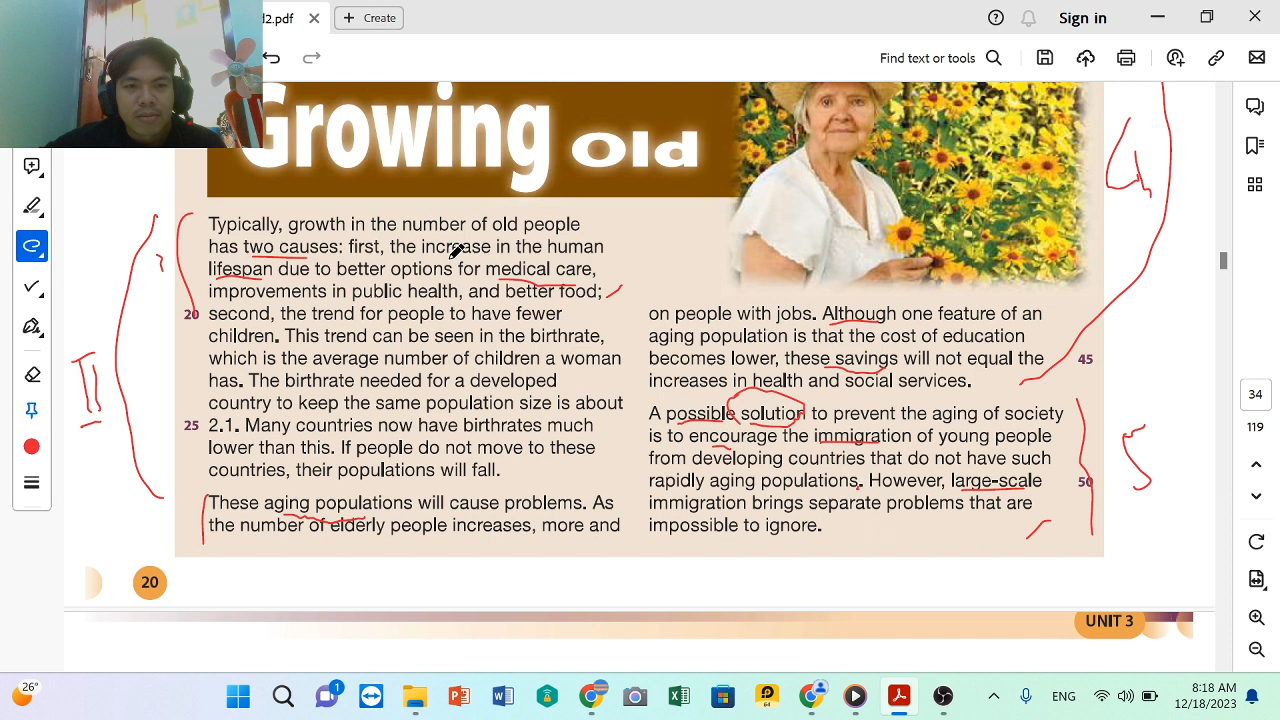 d2.pdf
Create
Sign in
Find text or tools
Growing Old
Typically, growth in the number of old people
has two causes: first, the increase in the human
lifespan due to better options for medical care,
improvements in public health, and better food;
20 second, the trend for people to have fewer
children. This trend can be seen in the birthrate,
which is the average number of children a woman
has. The birthrate needed for a developed
country to keep the same population size is about
25 2.1. Many countries now have birthrates much
lower than this. If people do not move to these
countries, their populations will fall.
These aging populations will cause problems. As
the number of elderly people increases, more and
on people with jobs. Although one feature of an
aging population is that the cost of education
becomes lower, these savings will not equal the 45
increases in health and social services.
A possible solution to prevent the aging of society
is to encourage the immigration of young people
from developing countries that do not have such
rapidly aging populations. However, large-scale 50
immigration brings separate problems that are
impossible to ignore.
II
5
20
UNIT 3
34
119
26°
1
64
ENG
8:18 AM
12/18/2023